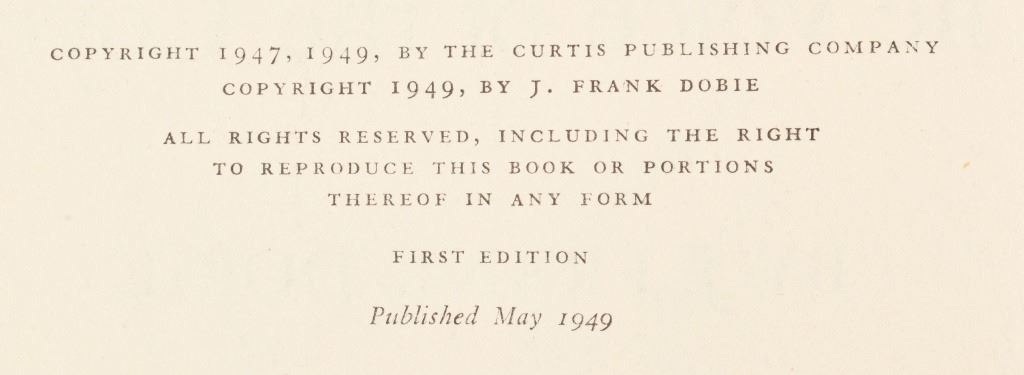 COPYRIGHT 1947, 1949, BY THE CURTIS PUBLISHING COMPANY
COPYRIGHT 1949, BY J. FRANK DOBIE
ALL RIGHTS RESERVED, INCLUDING THE RIGHT
TO REPRODUCE THIS BOOK OR PORTIONS
THEREOF IN ANY FORM
FIRST EDITION
Published May 1949